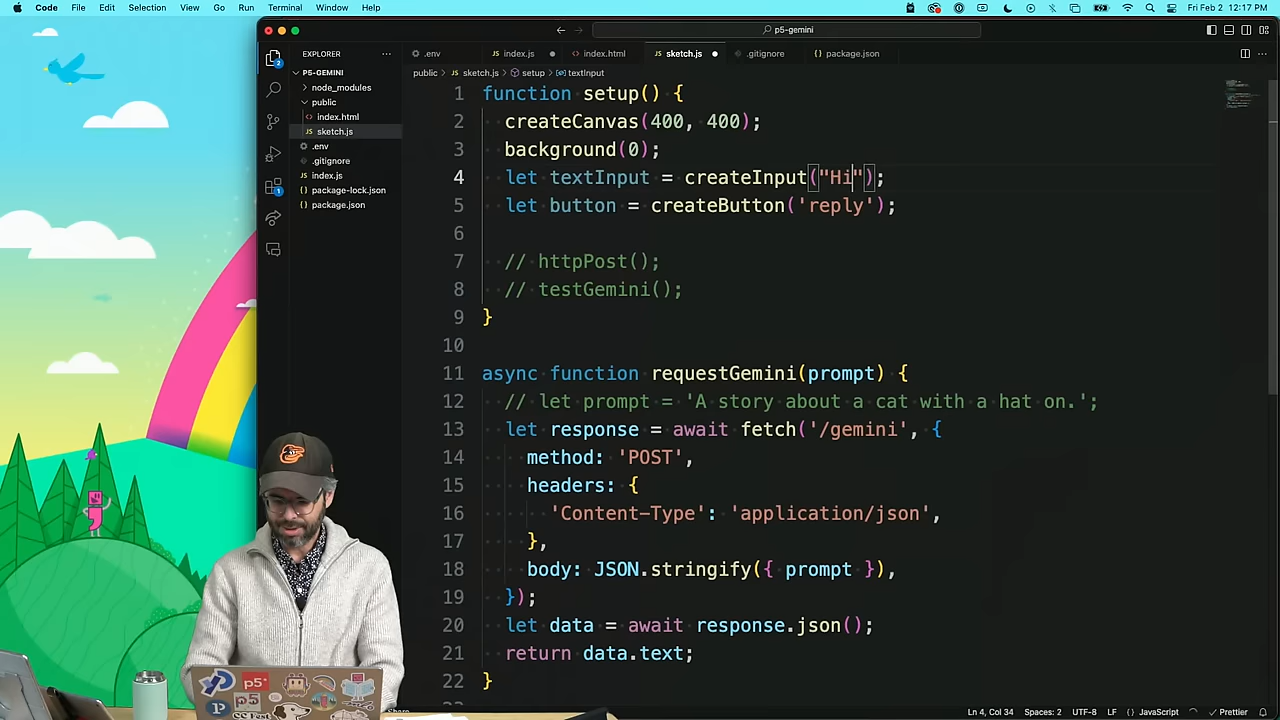 Code File Edit Selection View Go Run Terminal Window Help
Fri Feb 2 12:17 PM
p5-gemini
EXPLORER
.env
index.js
index.html
sketch.js
.gitignore
package.json
P5-GEMINI
node_modules
public
index.html
sketch.js
.env
.gitignore
index.js
package-lock.json
package.json
public > sketch.js > setup > textInput
1 function setup() {
2 createCanvas(400, 400);
3 background(0);
4 let textInput = createInput("Hi");
5 let button = createButton('reply');
6
7 // httpPost();
8 // testGemini();
9 }
10
11 async function requestGemini(prompt) {
12 // let prompt = 'A story about a cat with a hat on.';
13 let response = await fetch('/gemini', {
14 method: 'POST',
15 headers: {
16 'Content-Type': 'application/json',
17 },
18 body: JSON.stringify({ prompt }),
19 });
20 let data = await response.json();
21 return data.text;
22 }
Share
Ln 4, Col 34 Spaces: 2 UTF-8 LF {} JavaScript Prettier
p5*
CC Fest